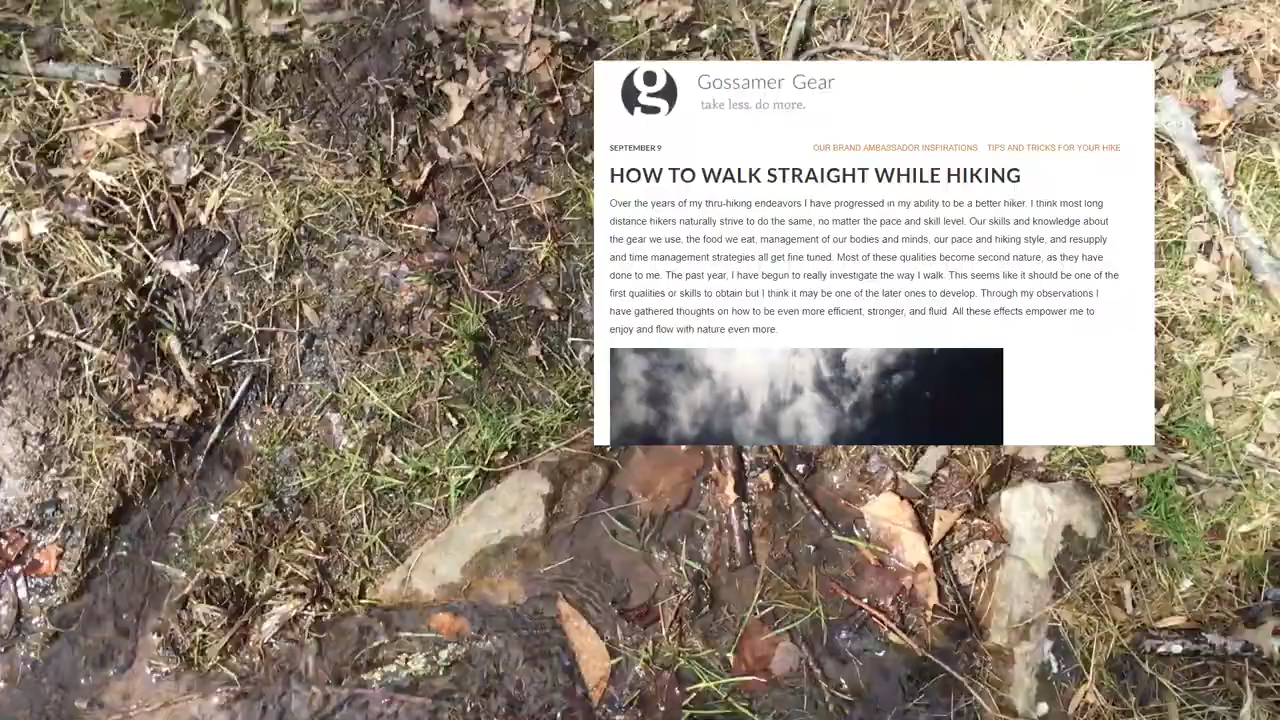 g
Gossamer Gear
take less. do more.
SEPTEMBER 9
OUR BRAND AMBASSADOR INSPIRATIONS TIPS AND TRICKS FOR YOUR HIKE
HOW TO WALK STRAIGHT WHILE HIKING
Over the years of my thru-hiking endeavors I have progressed in my ability to be a better hiker. I think most long
distance hikers naturally strive to do the same, no matter the pace and skill level. Our skills and knowledge about
the gear we use, the food we eat, management of our bodies and minds, our pace and hiking style, and resupply
and time management strategies all get fine tuned. Most of these qualities become second nature, as they have
done to me. The past year, I have begun to really investigate the way I walk. This seems like it should be one of the
first qualities or skills to obtain but I think it may be one of the later ones to develop. Through my observations I
have gathered thoughts on how to be even more efficient, stronger, and fluid. All these effects empower me to
enjoy and flow with nature even more.